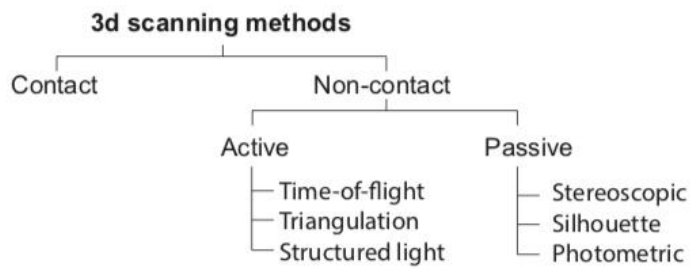 3d scanning methods
Contact
Non-contact
Active
Passive
Time-of-flight
Triangulation
Structured light
Stereoscopic
Silhouette
Photometric